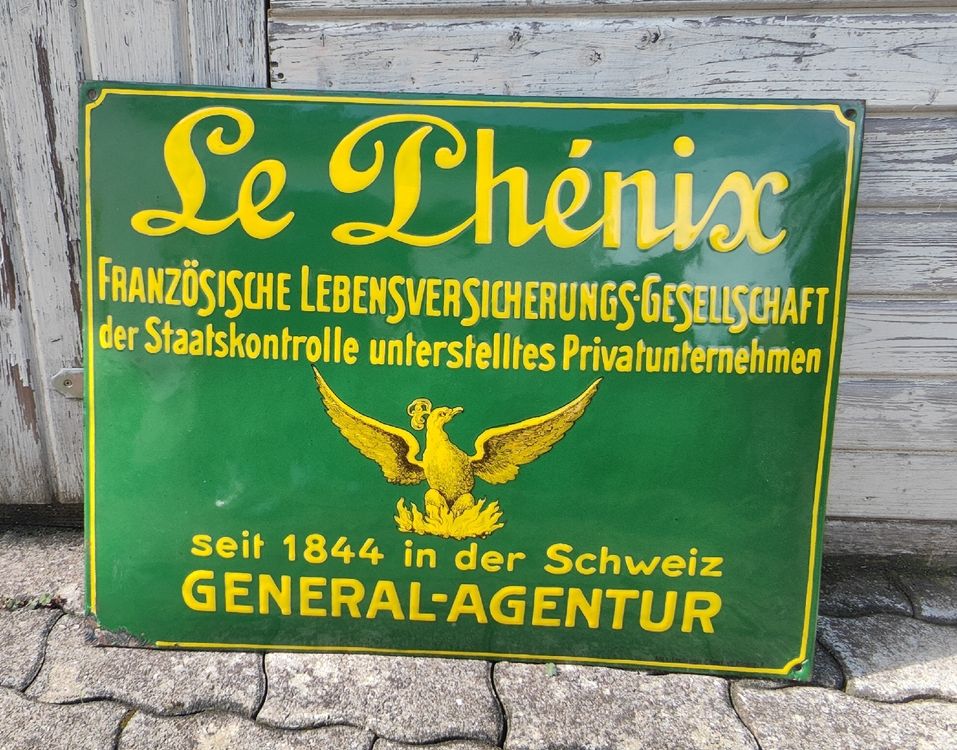 Le Phénix
FRANZÖSISCHE LEBENSVERSICHERUNGS-GESELLSCHAFT
der Staatskontrolle unterstelltes Privatunternehmen
seit 1844 in der Schweiz
GENERAL-AGENTUR